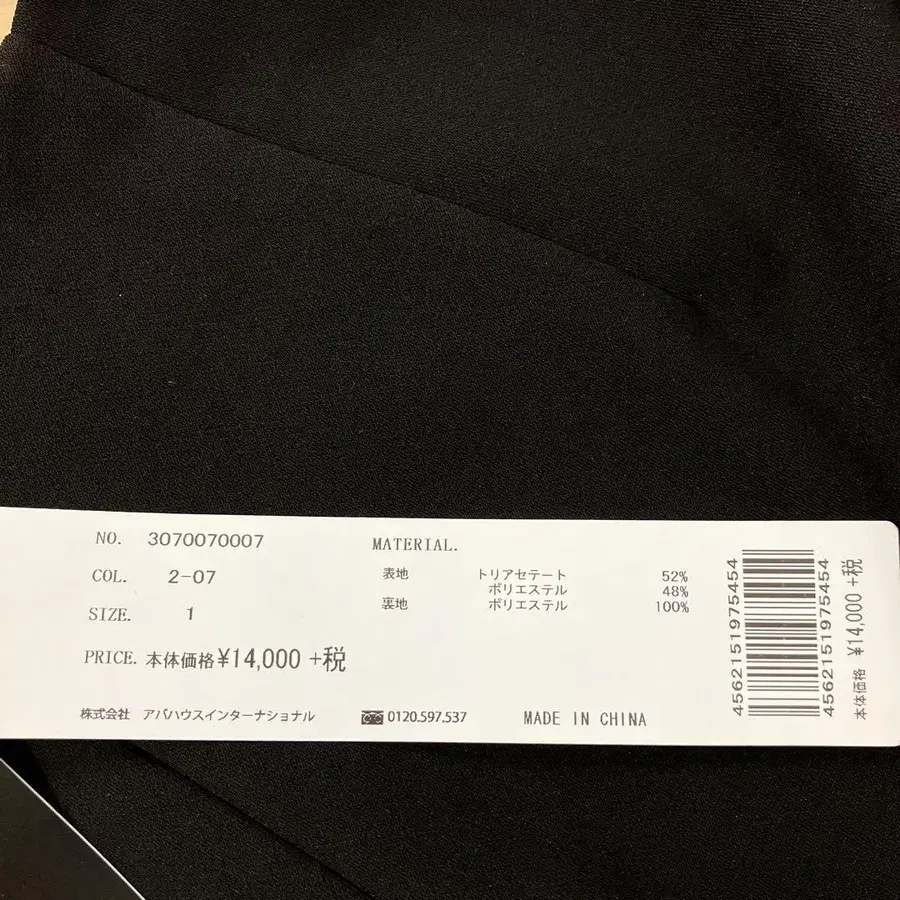 NO. 3070070007
COL. 2-07
SIZE. 1
PRICE. 本体価格¥14,000 +税
MATERIAL.
表地 トリアセテート 52%
ポリエステル 48%
裏地 ポリエステル 100%
株式会社 アバハウスインターナショナル 0120.597.537 MADE IN CHINA
4562151975454
4562151975454
本体価格 ¥14,000 +税